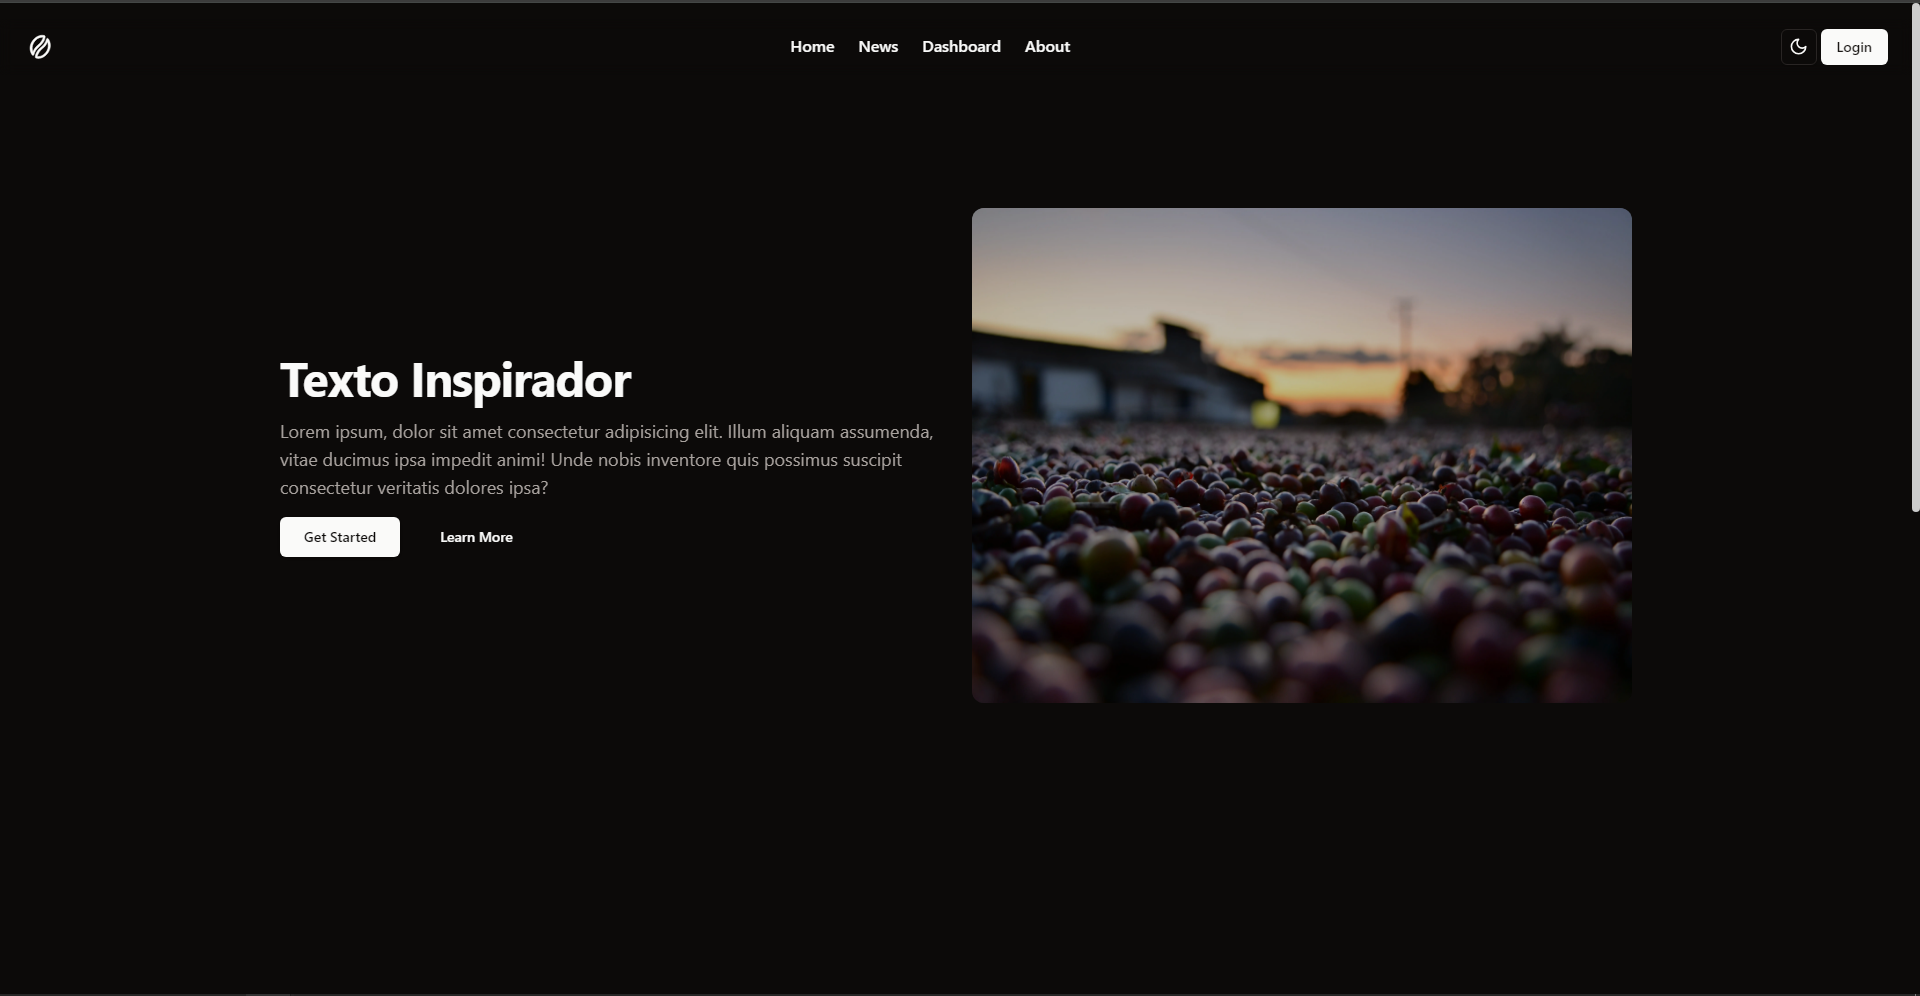 Home News Dashboard About
Login
Texto Inspirador
Lorem ipsum, dolor sit amet consectetur adipisicing elit. Illum aliquam assumenda,
vitae ducimus ipsa impedit animi! Unde nobis inventore quis possimus suscipit
consectetur veritatis dolores ipsa?
Get Started Learn More